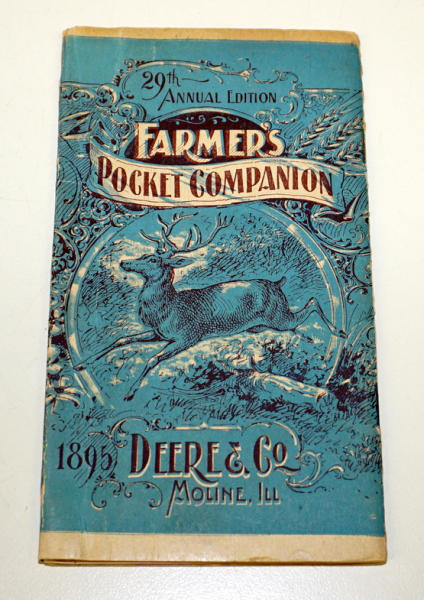 29th
ANNUAL EDITION
FARMER'S
POCKET COMPANION
1895 DEERE & CO
MOLINE, ILL